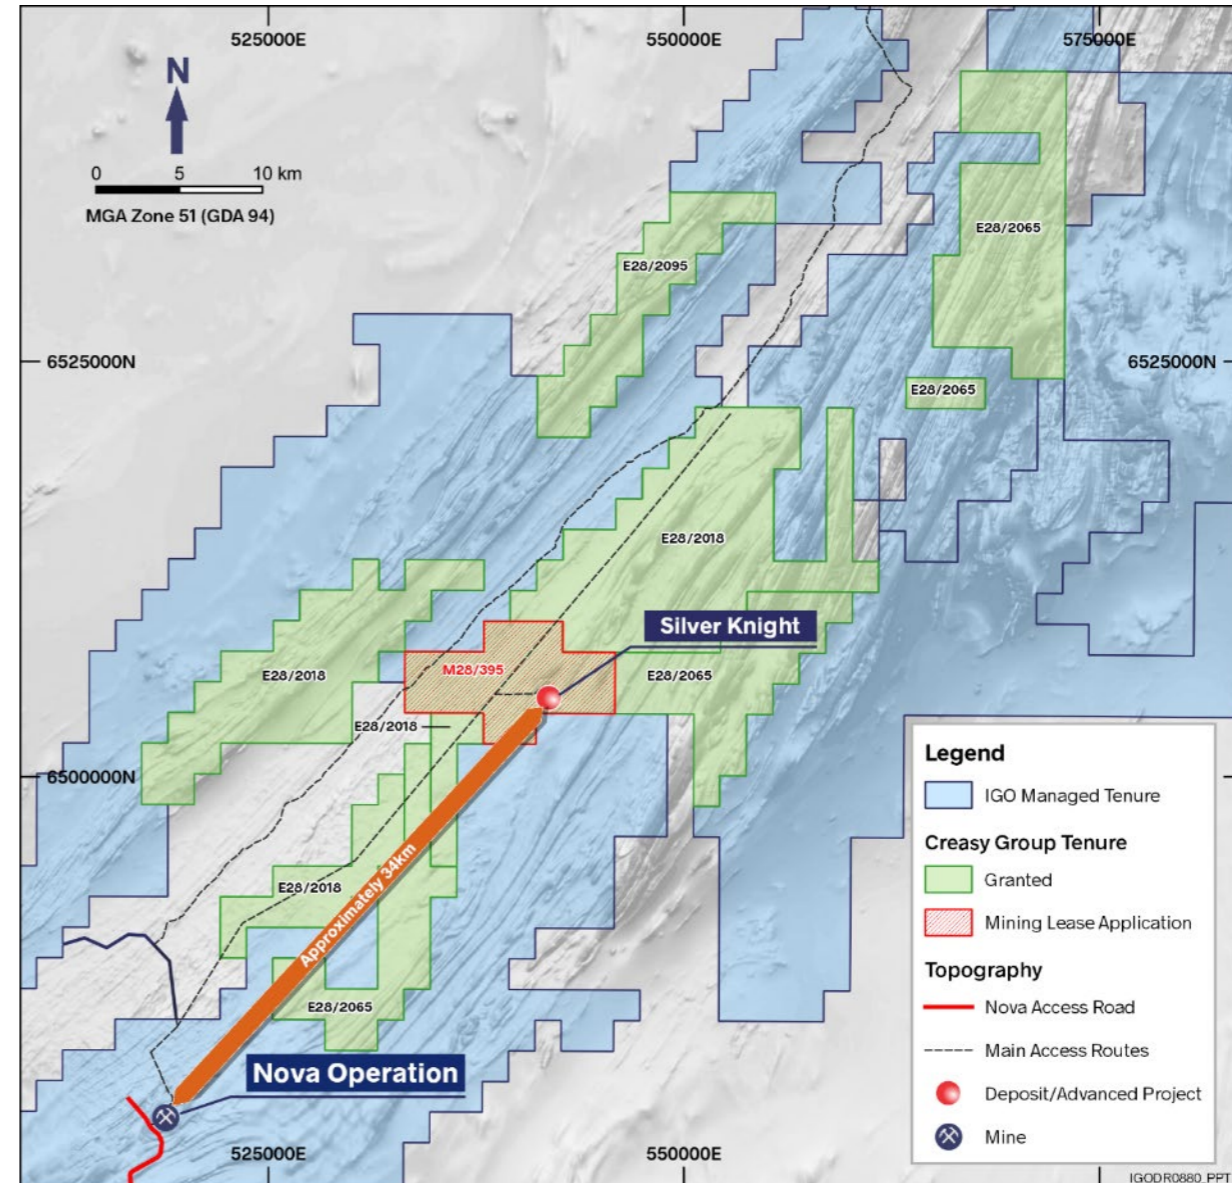 525000E
550000E
575000E
N
0 5 10 km
MGA Zone 51 (GDA 94)
E28/2065
E28/2095
6525000N
6525000N
E28/2065
E28/2018
Silver Knight
M28/395
E28/2018
E28/2065
E28/2018
6500000N
E28/2018
Approximately 34km
E28/2065
Nova Operation
525000E
550000E
Legend
IGO Managed Tenure
Creasy Group Tenure
Granted
Mining Lease Application
Topography
Nova Access Road
Main Access Routes
Deposit/Advanced Project
Mine
IGODR0880_PPT